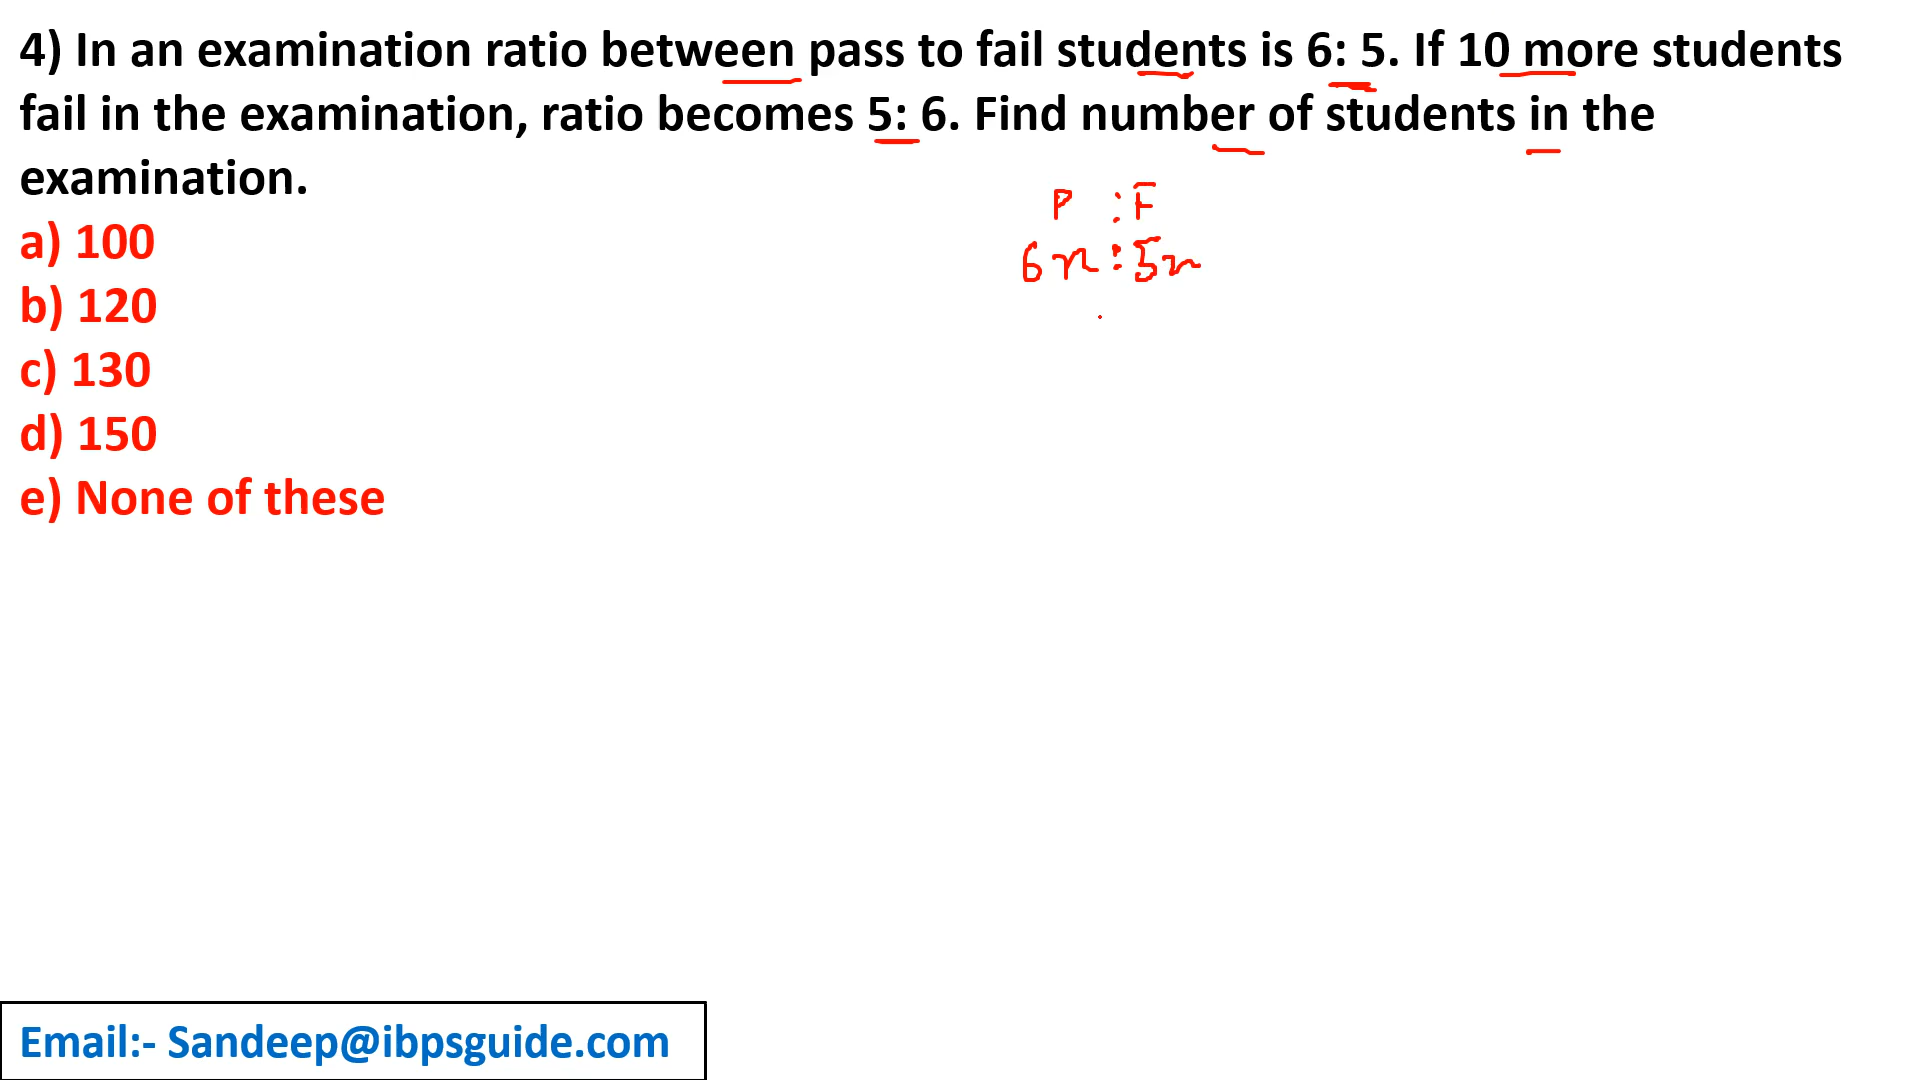 4) In an examination ratio between pass to fail students is 6: 5. If 10 more students
fail in the examination, ratio becomes 5: 6. Find number of students in the
examination.
P : F
6x : 5x
a) 100
b) 120
c) 130
d) 150
e) None of these
Email:- Sandeep@ibpsguide.com